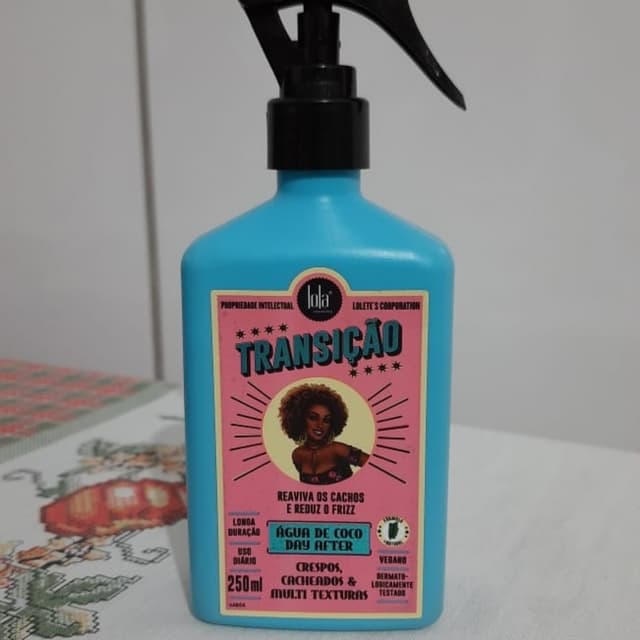 PROPRIEDADE INTELECTUAL
lola
LOLETE'S CORPORATION
TRANSIÇÃO
REAVIVA OS CACHOS
E REDUZ O FRIZZ
LONGA
DURAÇÃO
USO
DIÁRIO
250ml
ÁGUA DE COCO
DAY AFTER
CRESPOS,
CACHEADOS &
MULTI TEXTURAS
VEGANO
DERMATO-
LOGICAMENTE
TESTADO